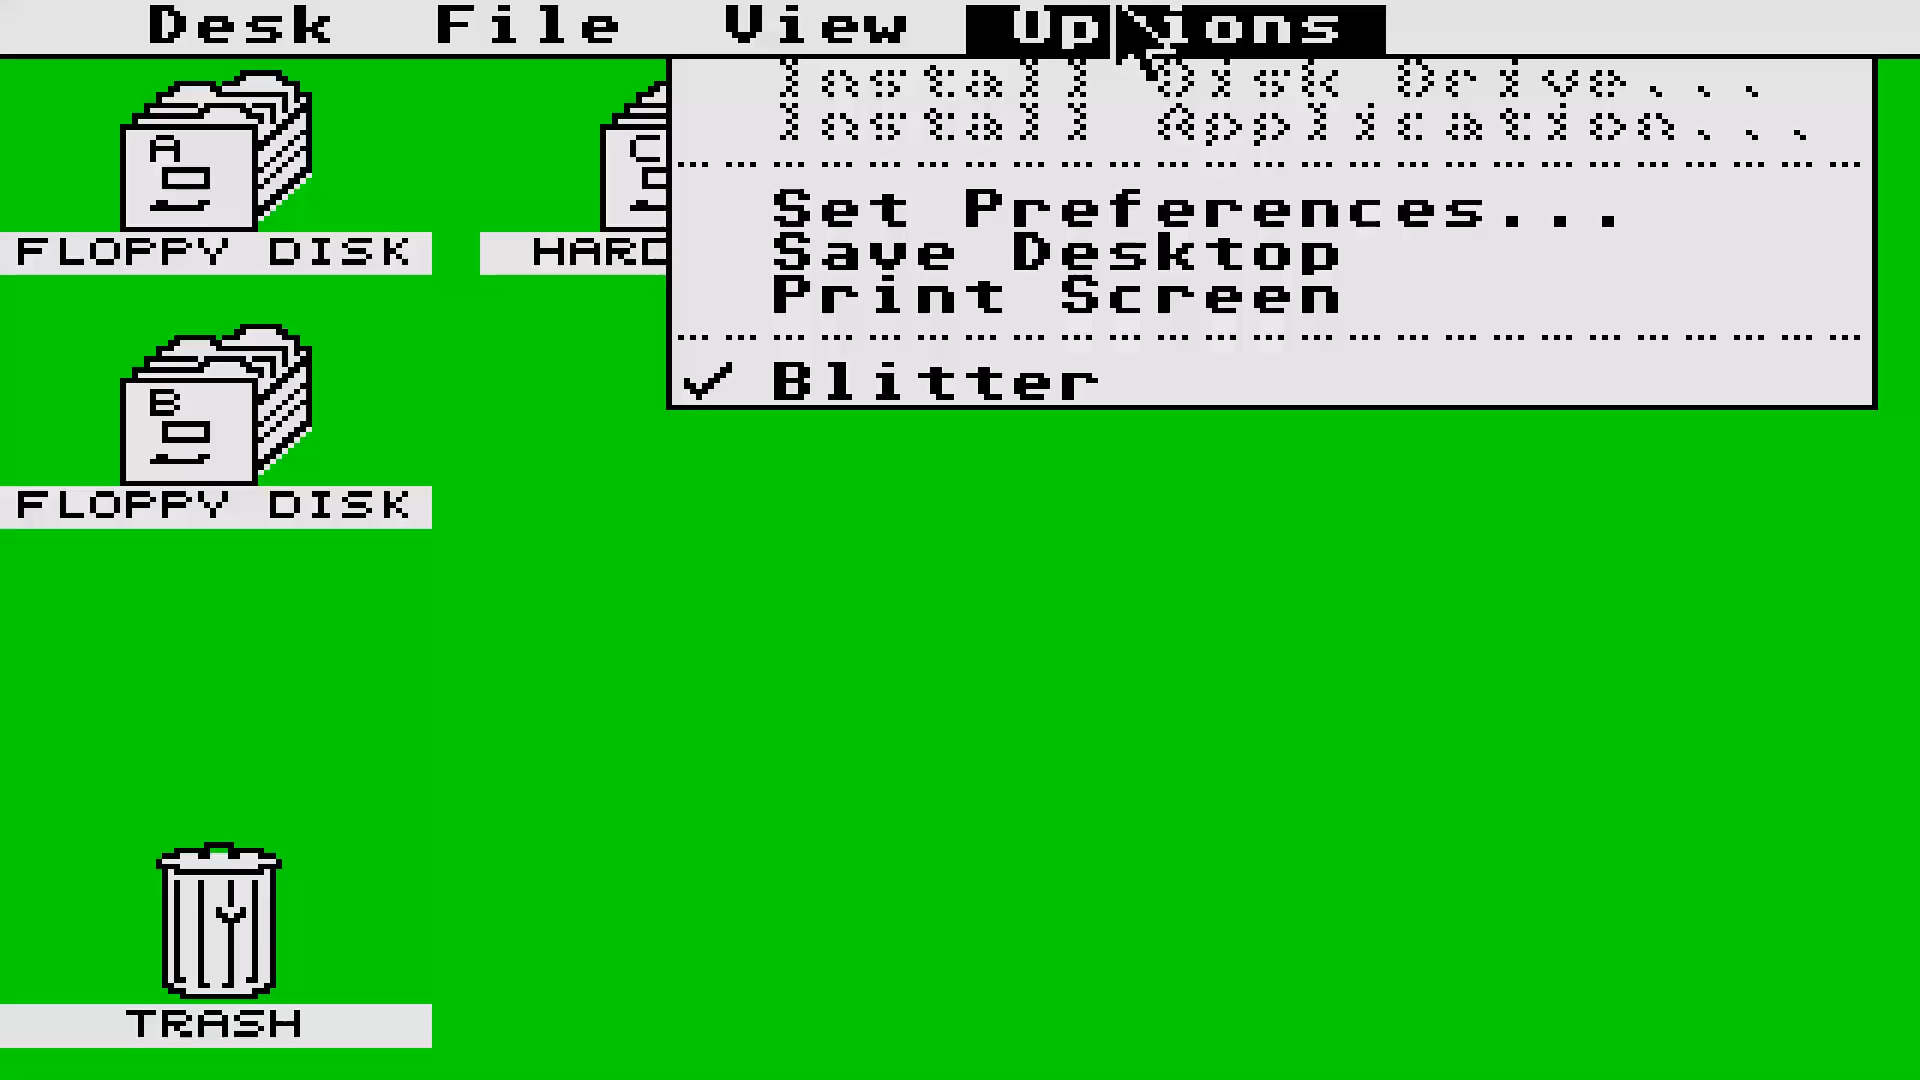 Desk File View Options
Install Disk Drive...
Install Application...
Set Preferences...
Save Desktop
Print Screen
✓ Blitter
A
FLOPPY DISK
C
HARD
B
FLOPPY DISK
TRASH